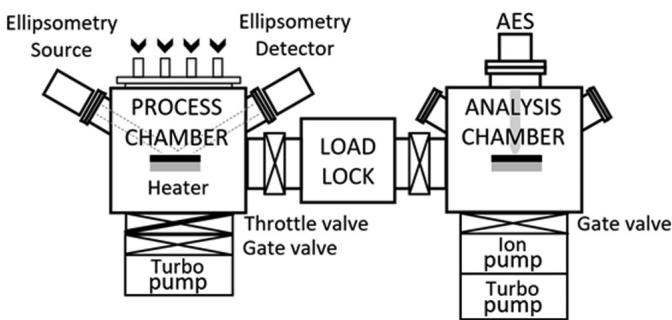 Ellipsometry
Source
Ellipsometry
Detector
AES
PROCESS
CHAMBER
Heater
LOAD
LOCK
ANALYSIS
CHAMBER
Throttle valve
Gate valve
Turbo
pump
Gate valve
Ion
pump
Turbo
pump